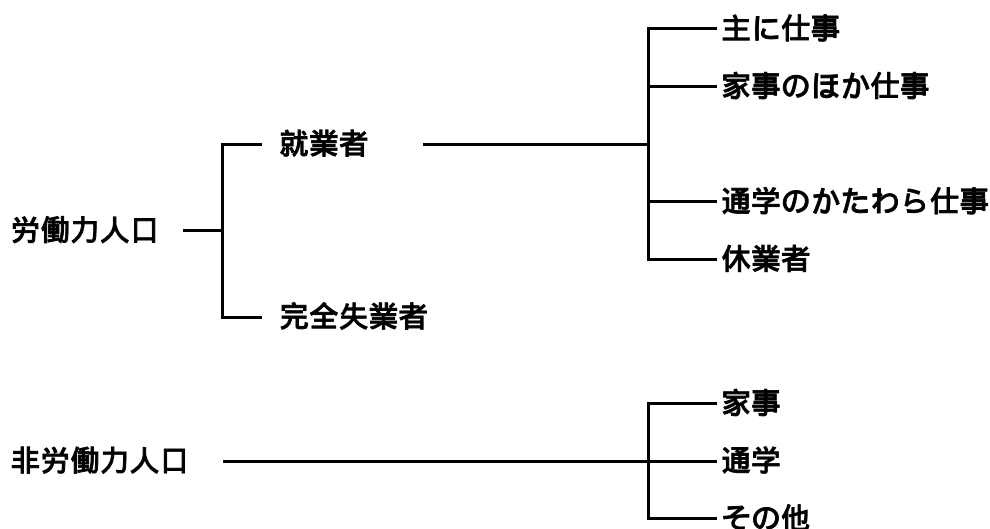 主に仕事
家事のほか仕事
就業者
労働力人口
通学のかたわら仕事
休業者
完全失業者
家事
非労働力人口
通学
その他